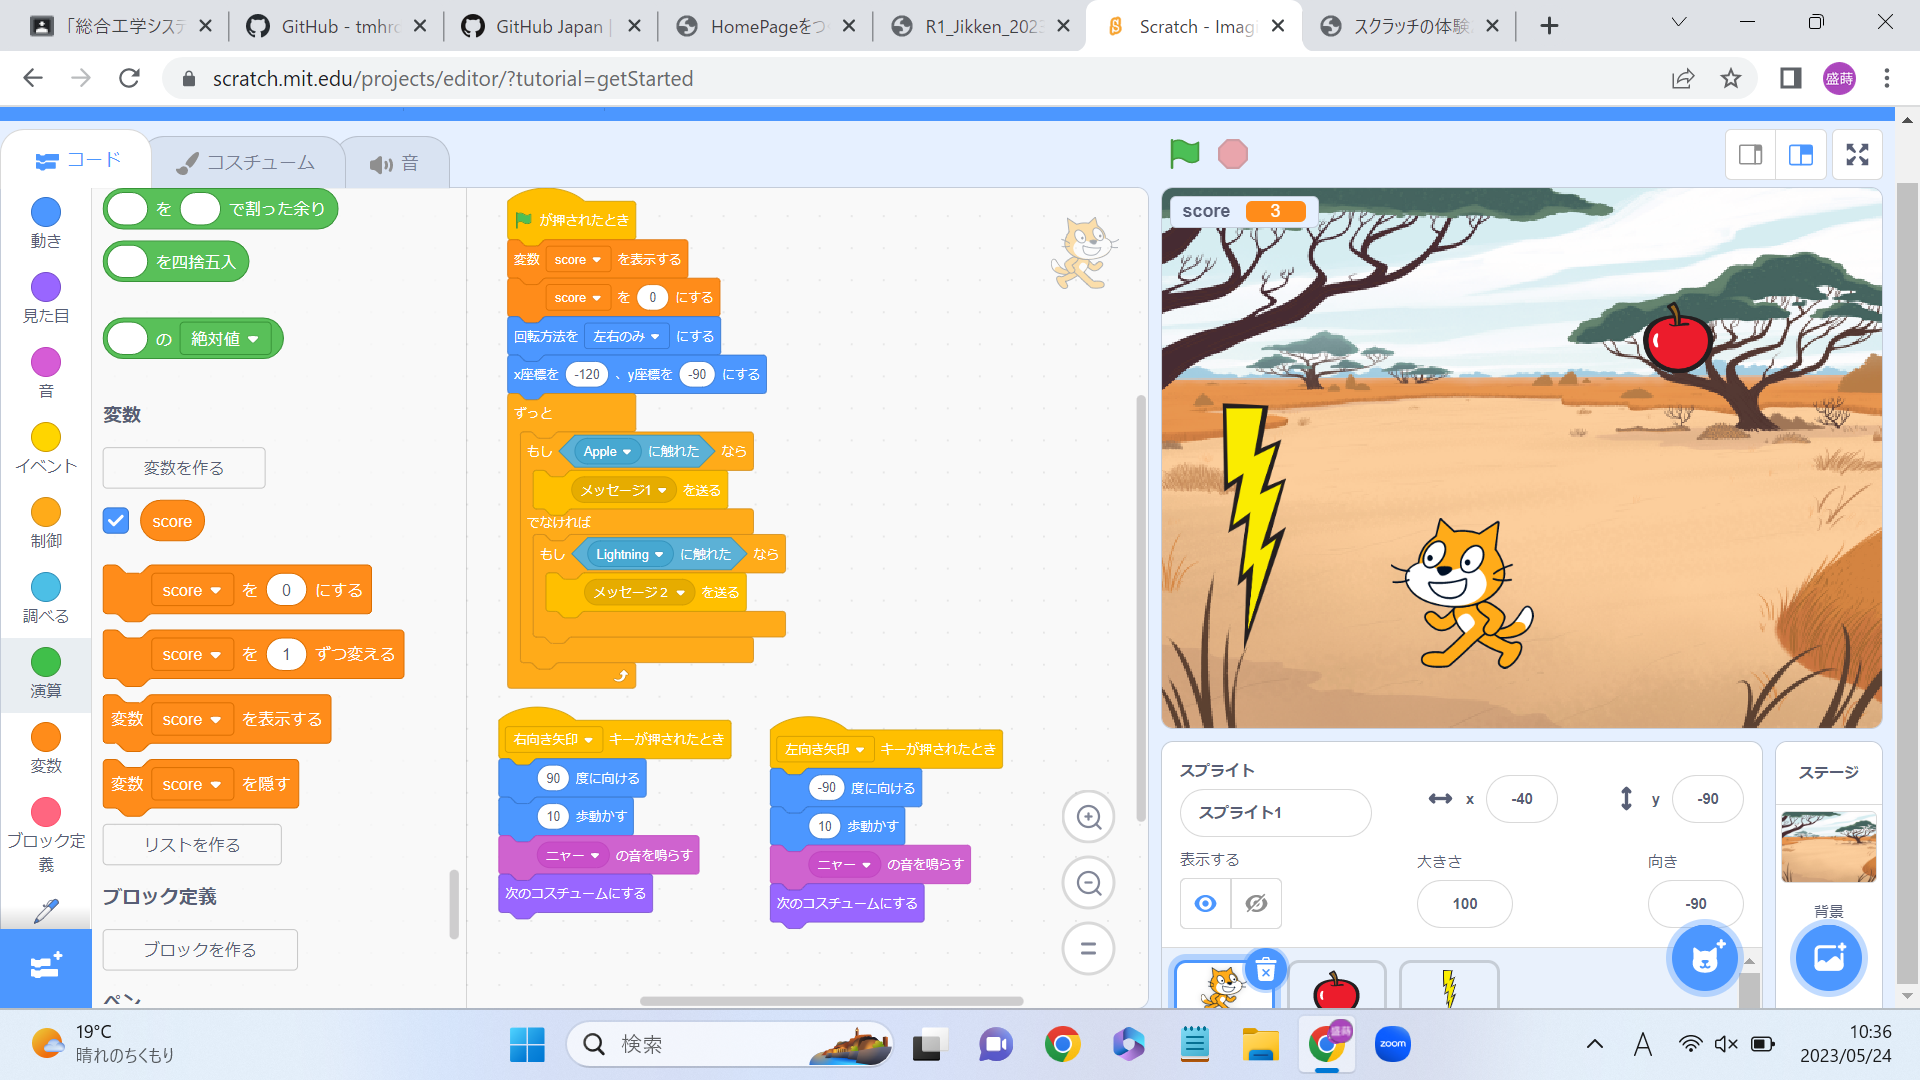 「総合工学システ
GitHub - tmhro
GitHub Japan |
HomePageをつ
R1_Jikken_2023
Scratch - Imagi
スクラッチの体験
scratch.mit.edu/projects/editor/?tutorial=getStarted
盛蒔
コード
コスチューム
音
動き
見た目
音
イベント
制御
調べる
演算
変数
ブロック定
義
を で割った余り
を四捨五入
の 絶対値
変数
変数を作る
score
score を 0 にする
score を 1 ずつ変える
変数 score を表示する
変数 score を隠す
リストを作る
ブロック定義
ブロックを作る
ペン
が押されたとき
変数 score を表示する
score を 0 にする
回転方法を 左右のみ にする
x座標を -120 、y座標を -90 にする
ずっと
もし Apple に触れた なら
メッセージ1 を送る
でなければ
もし Lightning に触れた なら
メッセージ2 を送る
右向き矢印 キーが押されたとき
90 度に向ける
10 歩動かす
ニャー の音を鳴らす
次のコスチュームにする
左向き矢印 キーが押されたとき
-90 度に向ける
10 歩動かす
ニャー の音を鳴らす
次のコスチュームにする
score 3
スプライト
スプライト1
x -40
y -90
表示する
大きさ
向き
100
-90
ステージ
背景
19°C
晴れのちくもり
検索
盛蒔
zoom
A
10:36
2023/05/24